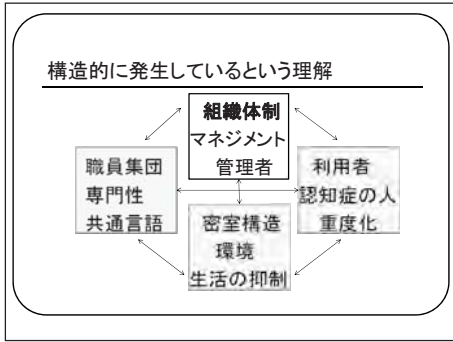 構造的に発生しているという理解
組織体制
マネジメント
管理者
職員集団
専門性
共通言語
利用者
認知症の人
重度化
密室構造
環境
生活の抑制